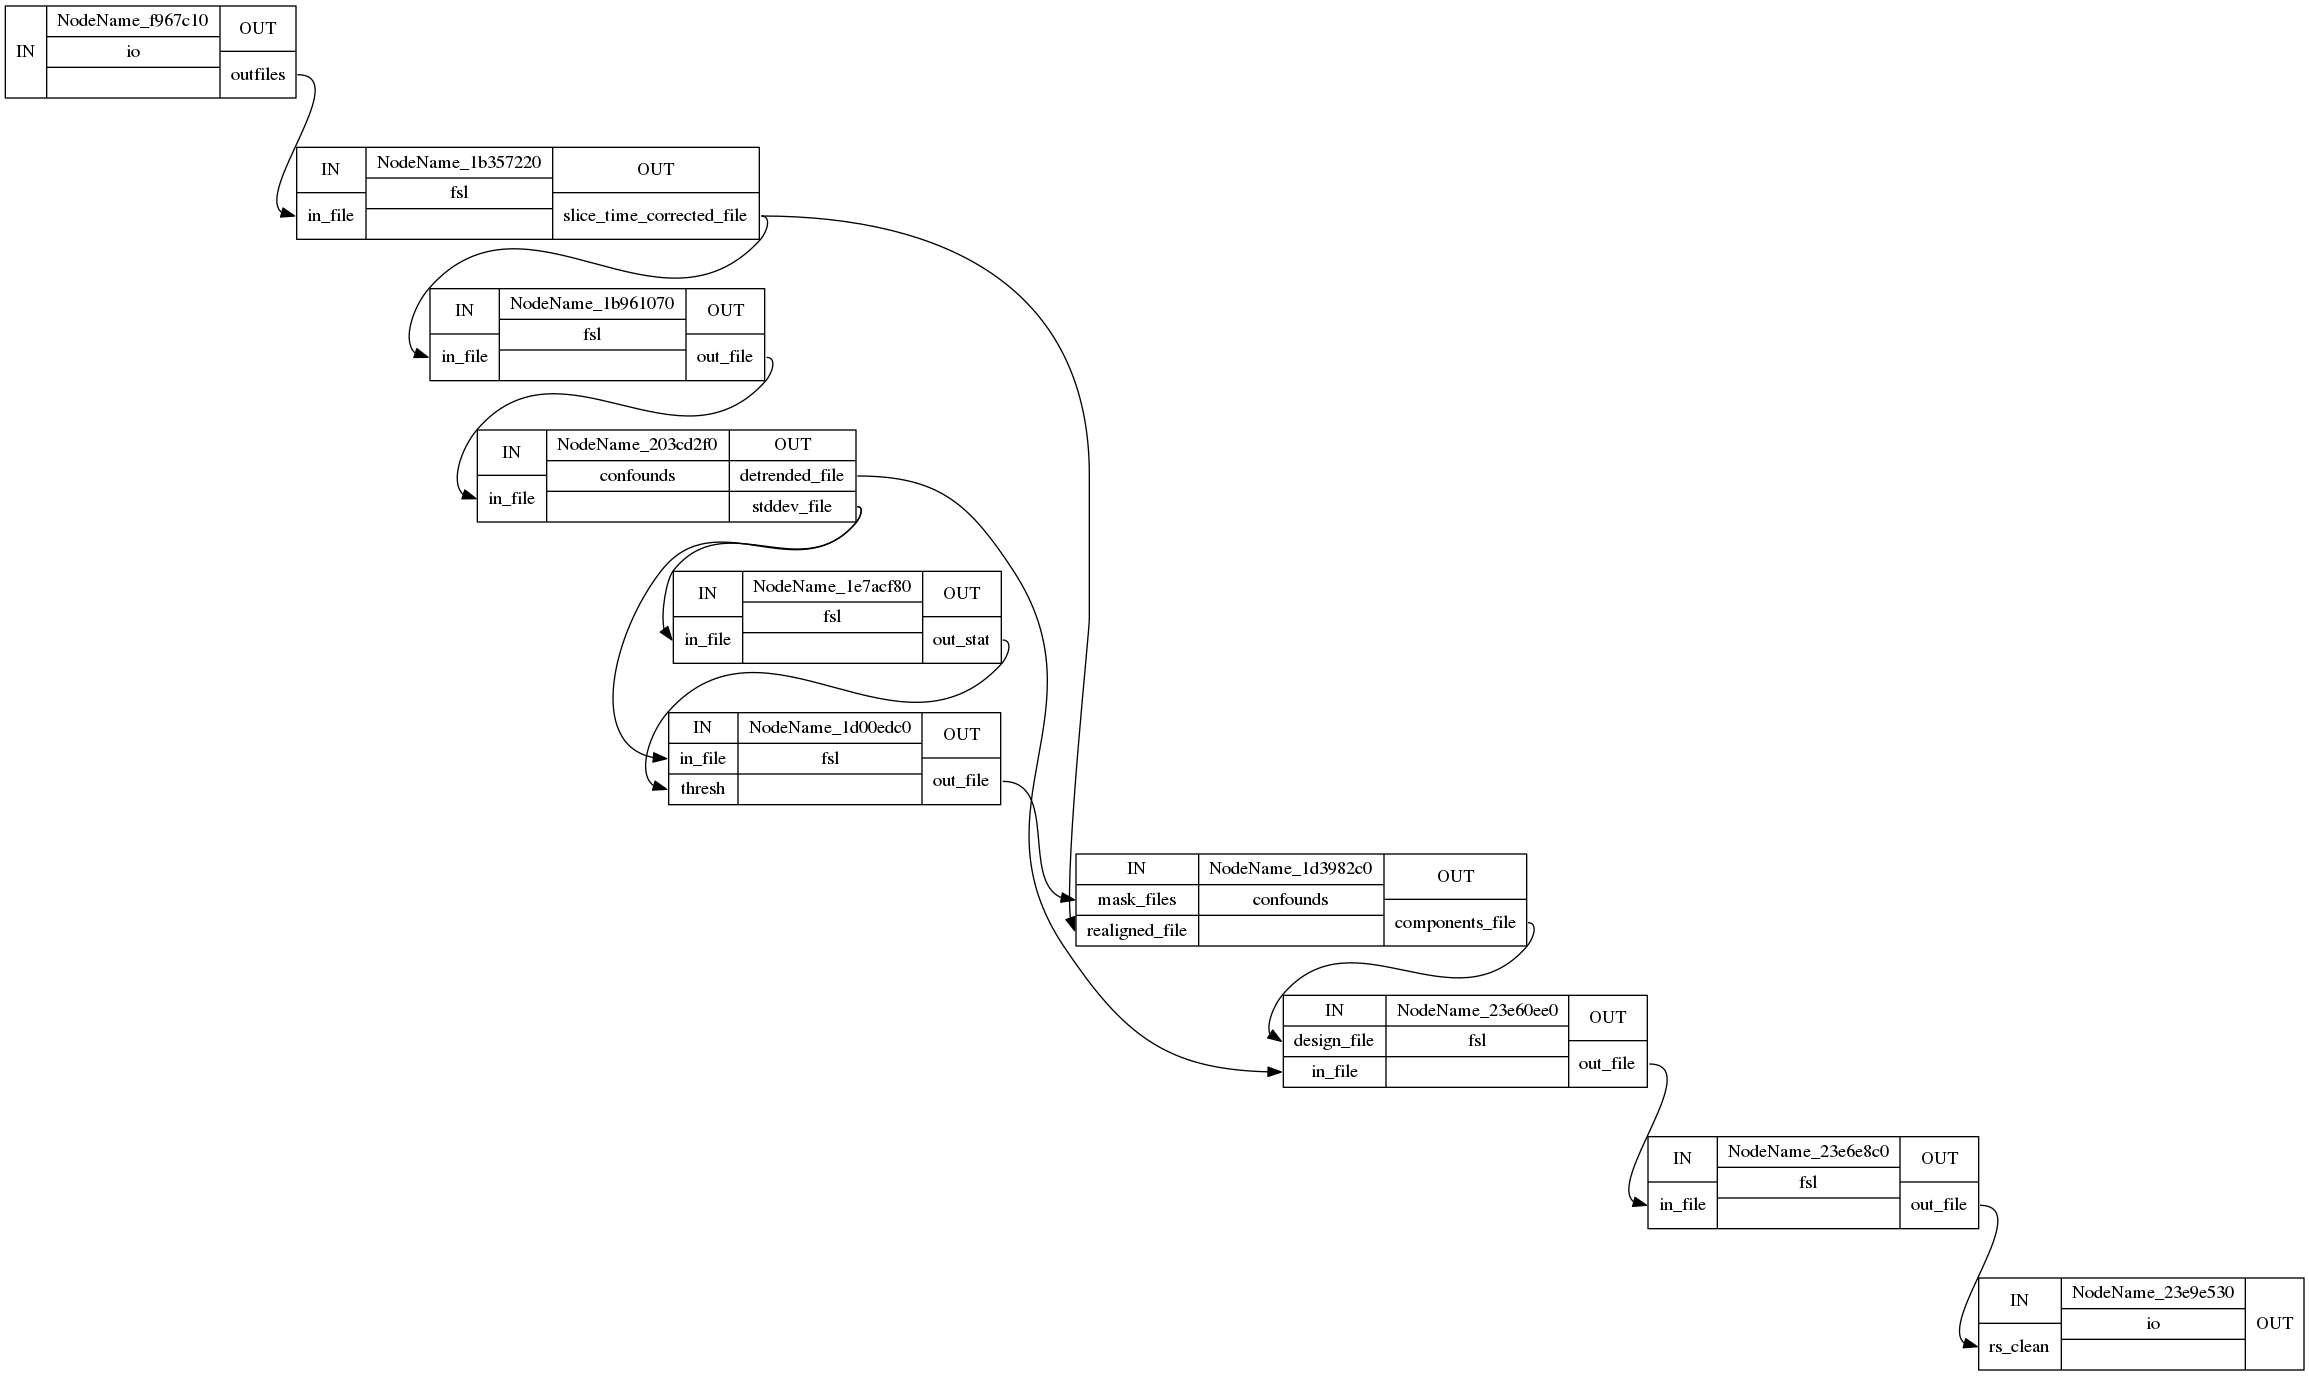 IN
NodeName_f967c10
io
OUT
outfiles
IN
in_file
NodeName_1b357220
fsl
OUT
slice_time_corrected_file
IN
in_file
NodeName_1b961070
fsl
OUT
out_file
IN
in_file
NodeName_203cd2f0
confounds
OUT
detrended_file
stddev_file
IN
in_file
NodeName_1e7acf80
fsl
OUT
out_stat
IN
in_file
thresh
NodeName_1d00edc0
fsl
OUT
out_file
IN
mask_files
realigned_file
NodeName_1d3982c0
confounds
OUT
components_file
IN
design_file
in_file
NodeName_23e60ee0
fsl
OUT
out_file
IN
in_file
NodeName_23e6e8c0
fsl
OUT
out_file
IN
rs_clean
NodeName_23e9e530
io
OUT